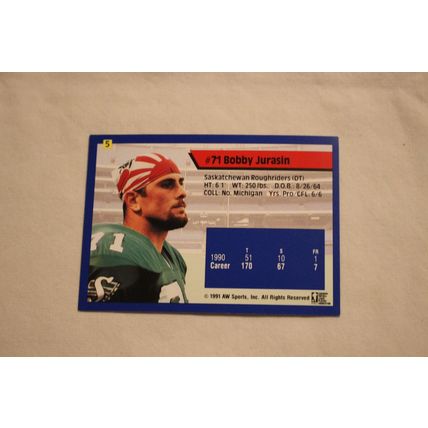 5
#71 Bobby Jurasin
Saskatchewan Roughriders (DT)
HT: 6'1" WT: 250 lbs. D.O.B. 8/26/64
COLL: No. Michigan Yrs. Pro/CFL: 6/6
T S FR
1990 51 10 1
Career 170 67 7
© 1991 AW Sports, Inc. All Rights Reserved
71
S